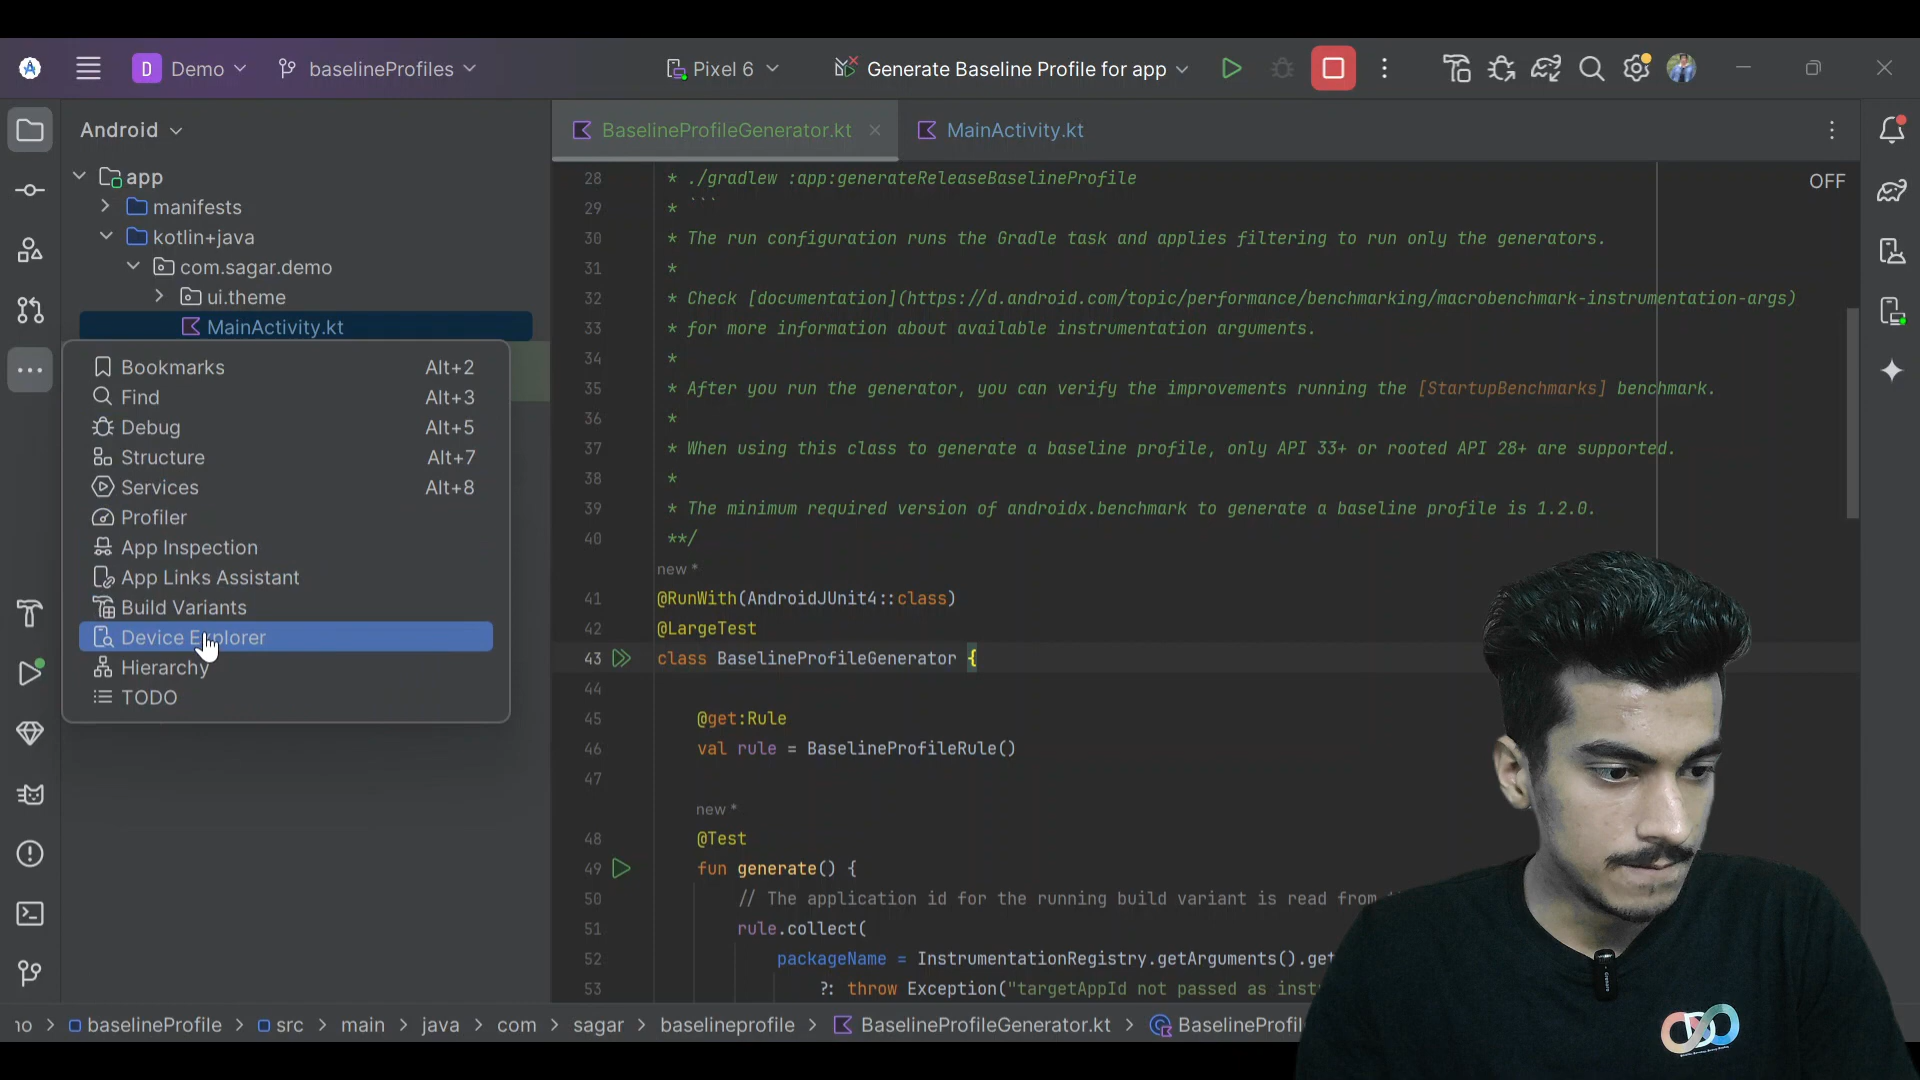 D Demo baselineProfiles Pixel 6 Generate Baseline Profile for app
Android
BaselineProfileGenerator.kt
MainActivity.kt
app
manifests
kotlin+java
com.sagar.demo
ui.theme
MainActivity.kt
Bookmarks Alt+2
Find Alt+3
Debug Alt+5
Structure Alt+7
Services Alt+8
Profiler
App Inspection
App Links Assistant
Build Variants
Device Explorer
Hierarchy
TODO
OFF
28 * ./gradlew :app:generateReleaseBaselineProfile
29 * ```
30 * The run configuration runs the Gradle task and applies filtering to run only the generators.
31 *
32 * Check [documentation](https://d.android.com/topic/performance/benchmarking/macrobenchmark-instrumentation-args)
33 * for more information about available instrumentation arguments.
34 *
35 * After you run the generator, you can verify the improvements running the [StartupBenchmarks] benchmark.
36 *
37 * When using this class to generate a baseline profile, only API 33+ or rooted API 28+ are supported.
38 *
39 * The minimum required version of androidx.benchmark to generate a baseline profile is 1.2.0.
40 **/
new *
41 @RunWith(AndroidJUnit4::class)
42 @LargeTest
43 class BaselineProfileGenerator {
44
45 @get:Rule
46 val rule = BaselineProfileRule()
47
new *
48 @Test
49 fun generate() {
50 // The application id for the running build variant is read from
51 rule.collect(
52 packageName = InstrumentationRegistry.getArguments().get
53 ?: throw Exception("targetAppId not passed as inst
no > baselineProfile > src > main > java > com > sagar > baselineprofile > BaselineProfileGenerator.kt > BaselineProfil